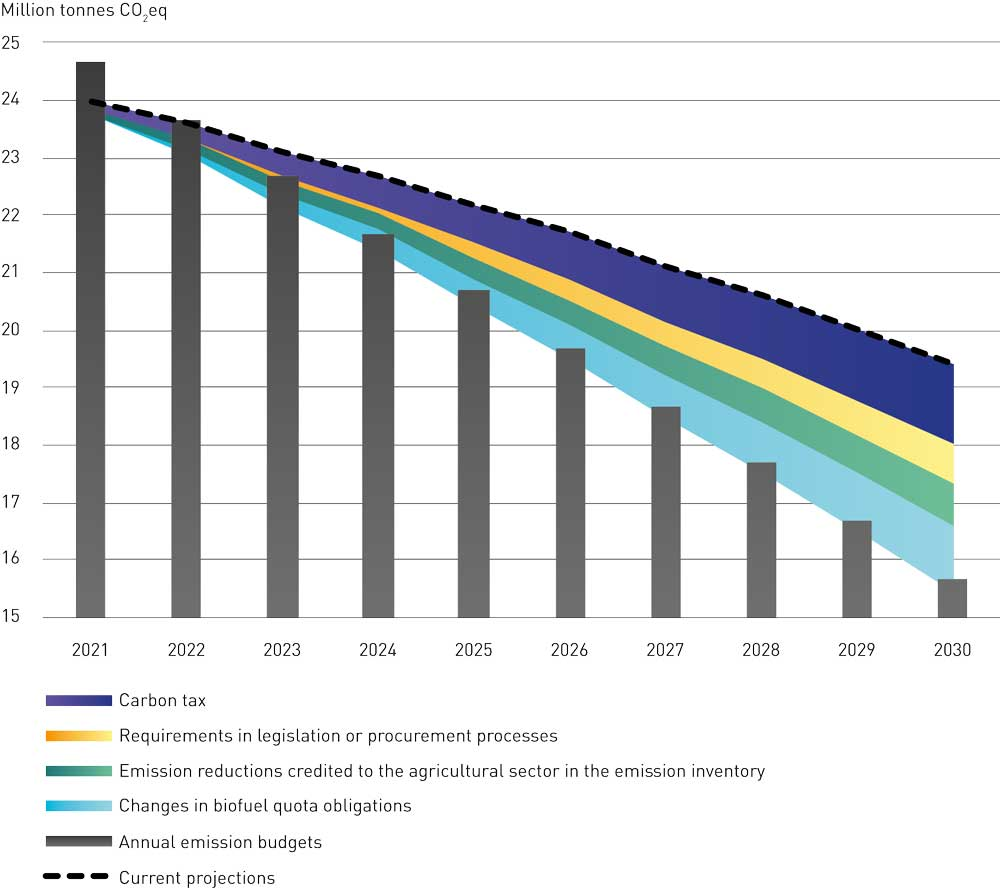 Million tonnes CO₂eq
25
24
23
22
21
20
19
18
17
16
15
2021 2022 2023 2024 2025 2026 2027 2028 2029 2030
Carbon tax
Requirements in legislation or procurement processes
Emission reductions credited to the agricultural sector in the emission inventory
Changes in biofuel quota obligations
Annual emission budgets
Current projections